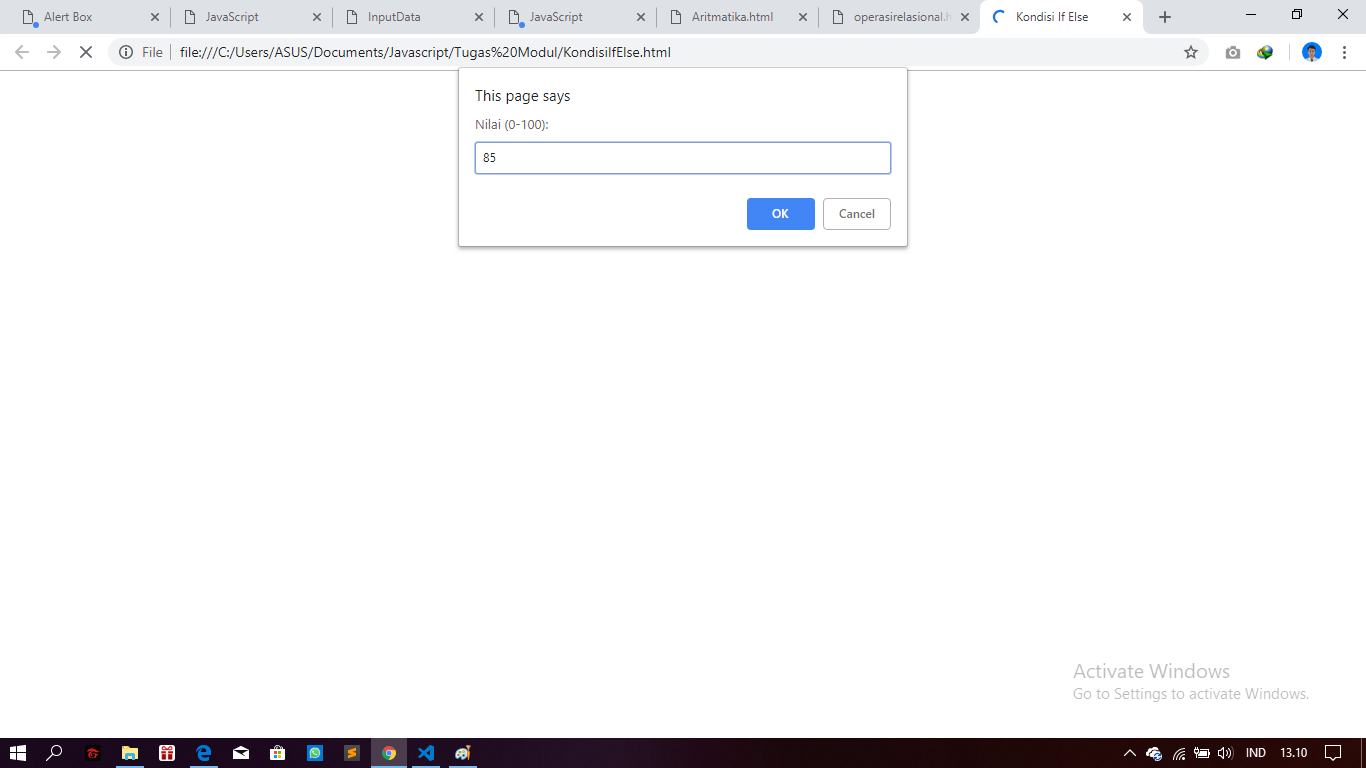 Alert Box
JavaScript
InputData
JavaScript
Aritmatika.html
operasirelasional.h
Kondisi If Else
File
file:///C:/Users/ASUS/Documents/Javascript/Tugas%20Modul/KondisiIfElse.html
This page says
Nilai (0-100):
85
OK
Cancel
Activate Windows
Go to Settings to activate Windows.
IND
13.10